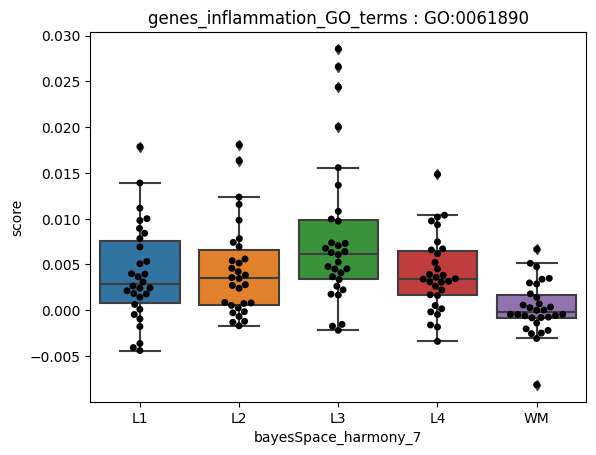 genes_inflammation_GO_terms : GO:0061890
0.030
0.025
0.020
0.015
0.010
0.005
0.000
−0.005
score
L1 L2 L3 L4 WM
bayesSpace_harmony_7